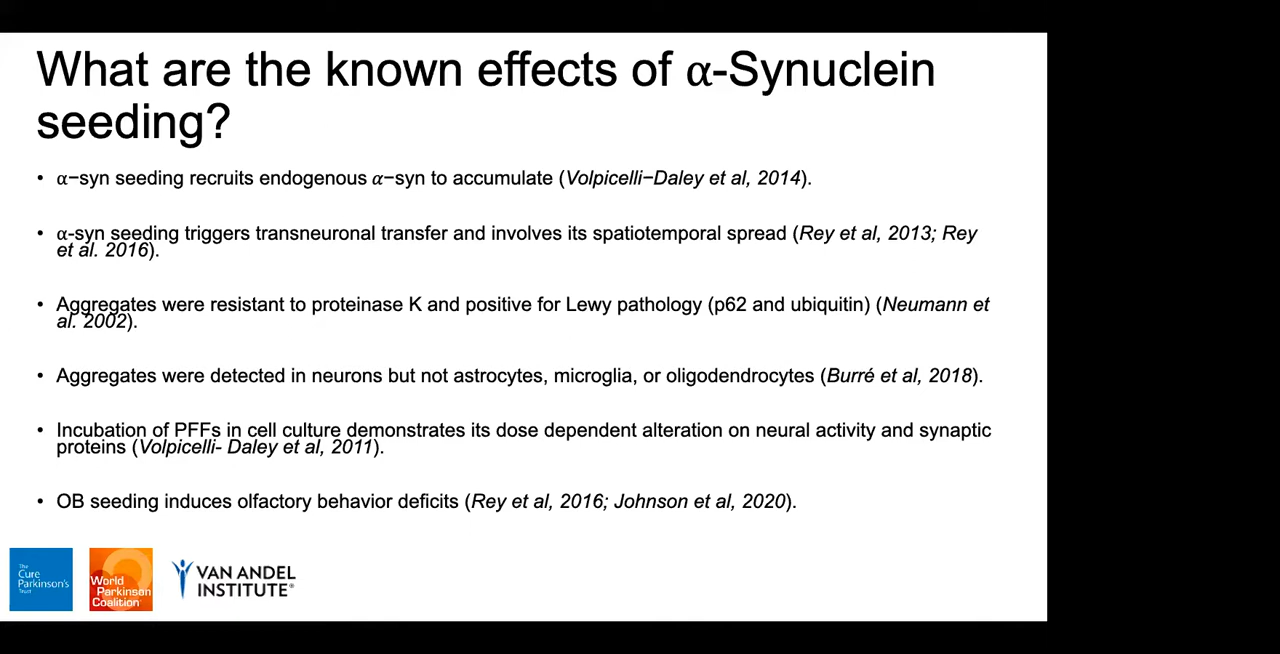 What are the known effects of α-Synuclein
seeding?
• α−syn seeding recruits endogenous α−syn to accumulate (Volpicelli−Daley et al, 2014).
• α-syn seeding triggers transneuronal transfer and involves its spatiotemporal spread (Rey et al, 2013; Rey
et al. 2016).
• Aggregates were resistant to proteinase K and positive for Lewy pathology (p62 and ubiquitin) (Neumann et
al. 2002).
• Aggregates were detected in neurons but not astrocytes, microglia, or oligodendrocytes (Burré et al, 2018).
• Incubation of PFFs in cell culture demonstrates its dose dependent alteration on neural activity and synaptic
proteins (Volpicelli- Daley et al, 2011).
• OB seeding induces olfactory behavior deficits (Rey et al, 2016; Johnson et al, 2020).
The
Cure
Parkinson's
Trust
World
Parkinson
Coalition
VAN ANDEL
INSTITUTE®